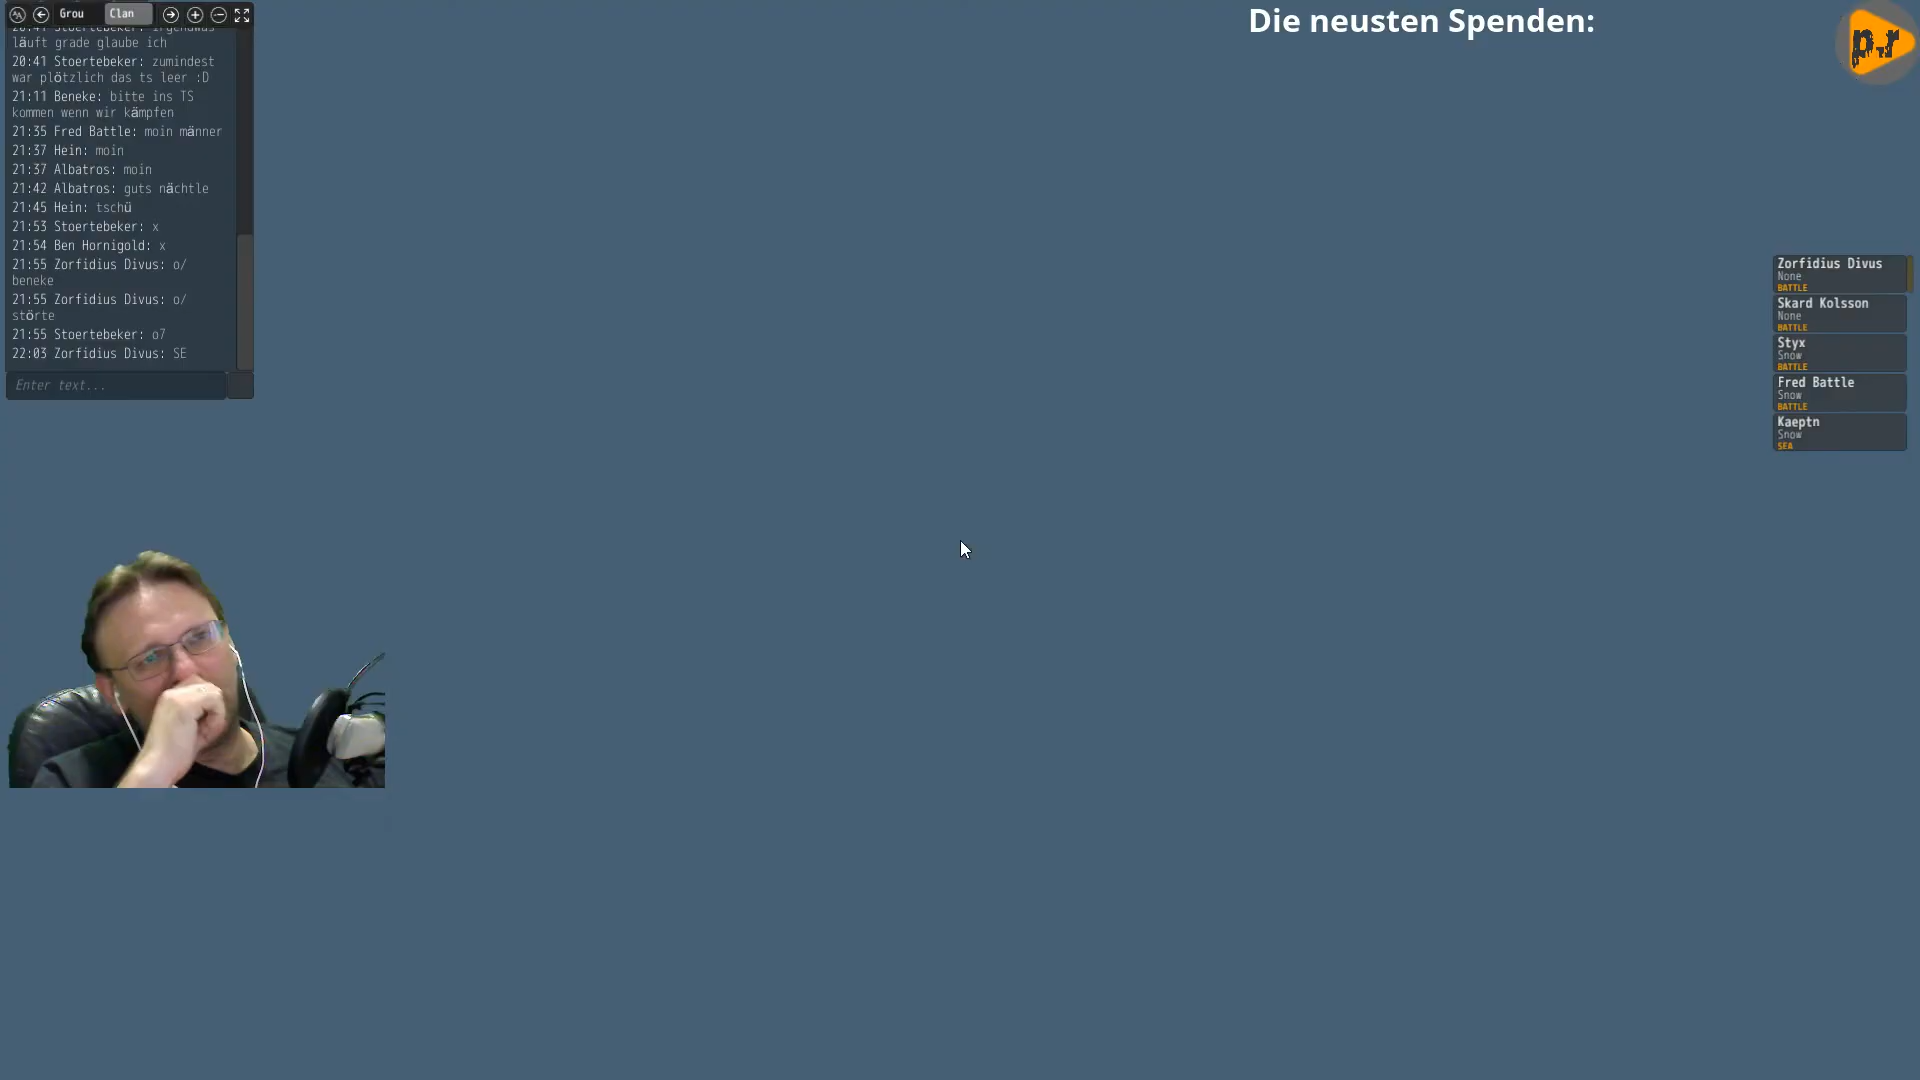 Grou
Clan
20:41 Stoertebeker: irgendwas
läuft grade glaube ich
20:41 Stoertebeker: zumindest
war plötzlich das ts leer :D
21:11 Beneke: bitte ins TS
kommen wenn wir kämpfen
21:35 Fred Battle: moin männer
21:37 Hein: moin
21:37 Albatros: moin
21:42 Albatros: guts nächtle
21:45 Hein: tschü
21:53 Stoertebeker: x
21:54 Ben Hornigold: x
21:55 Zorfidius Divus: o/
beneke
21:55 Zorfidius Divus: o/
störte
21:55 Stoertebeker: o7
22:03 Zorfidius Divus: SE
Enter text...
Die neusten Spenden:
p.r
Zorfidius Divus
None
BATTLE
Skard Kolsson
None
BATTLE
Styx
Snow
BATTLE
Fred Battle
Snow
BATTLE
Kaeptn
Snow
SEA